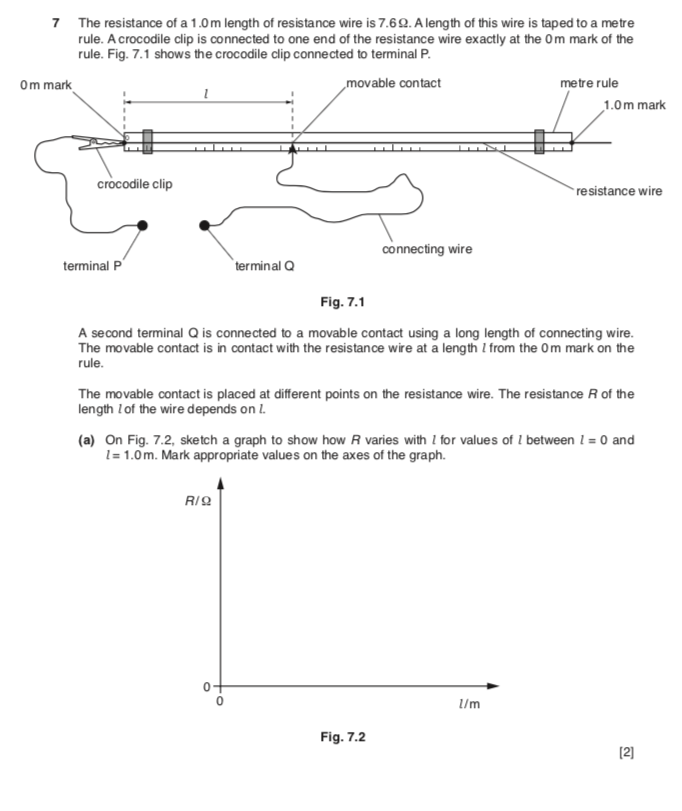 7 The resistance of a 1.0 m length of resistance wire is 7.6 Ω. A length of this wire is taped to a metre
rule. A crocodile clip is connected to one end of the resistance wire exactly at the 0 m mark of the
rule. Fig. 7.1 shows the crocodile clip connected to terminal P.
0 m mark
l
movable contact
metre rule
1.0 m mark
crocodile clip
resistance wire
connecting wire
terminal P
terminal Q
Fig. 7.1
A second terminal Q is connected to a movable contact using a long length of connecting wire.
The movable contact is in contact with the resistance wire at a length l from the 0 m mark on the
rule.
The movable contact is placed at different points on the resistance wire. The resistance R of the
length l of the wire depends on l.
(a) On Fig. 7.2, sketch a graph to show how R varies with l for values of l between l = 0 and
l = 1.0 m. Mark appropriate values on the axes of the graph.
R/Ω
0
0
l/m
Fig. 7.2
[2]